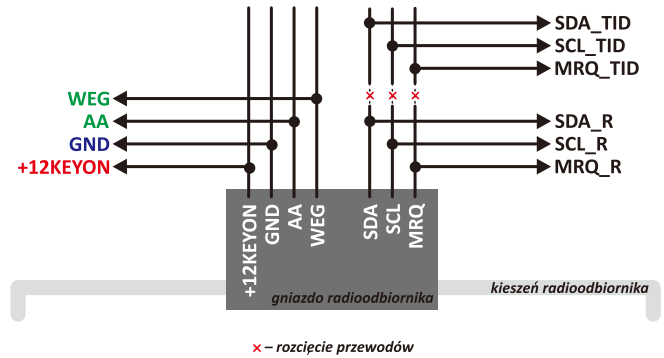 SDA_TID
SCL_TID
MRQ_TID
WEG
AA
GND
+12KEYON
SDA_R
SCL_R
MRQ_R
+12KEYON
GND
AA
WEG
SDA
SCL
MRQ
gniazdo radioodbiornika
kieszeń radioodbiornika
× – rozcięcie przewodów